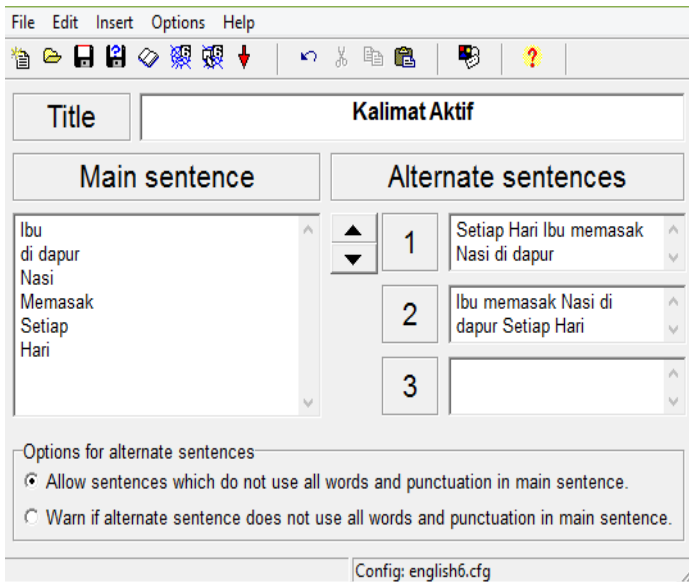 File Edit Insert Options Help
?
Title
Kalimat Aktif
Main sentence
Alternate sentences
Ibu
di dapur
Nasi
Memasak
Setiap
Hari
1
Setiap Hari Ibu memasak
Nasi di dapur
2
Ibu memasak Nasi di
dapur Setiap Hari
3
Options for alternate sentences
Allow sentences which do not use all words and punctuation in main sentence.
Warn if alternate sentence does not use all words and punctuation in main sentence.
Config: english6.cfg